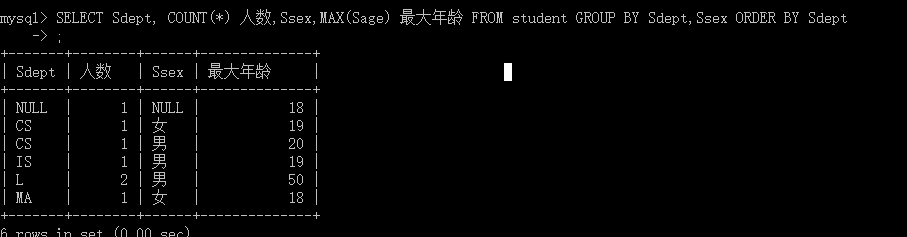 mysql> SELECT Sdept, COUNT(*) 人数,Ssex,MAX(Sage) 最大年龄 FROM student GROUP BY Sdept,Ssex ORDER BY Sdept
-> ;
+-------+--------+------+--------------+
| Sdept | 人数 | Ssex | 最大年龄 |
+-------+--------+------+--------------+
| NULL | 1 | NULL | 18 |
| CS | 1 | 女 | 19 |
| CS | 1 | 男 | 20 |
| IS | 1 | 男 | 19 |
| L | 2 | 男 | 50 |
| MA | 1 | 女 | 18 |
+-------+--------+------+--------------+
6 rows in set (0.00 sec)